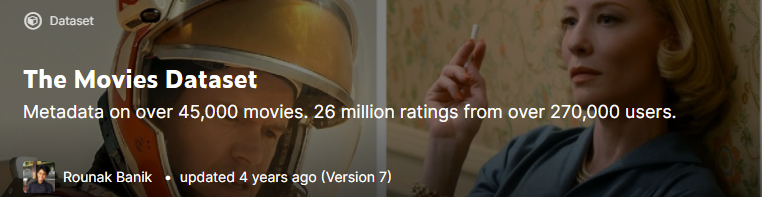 Dataset
The Movies Dataset
Metadata on over 45,000 movies. 26 million ratings from over 270,000 users.
Rounak Banik • updated 4 years ago (Version 7)